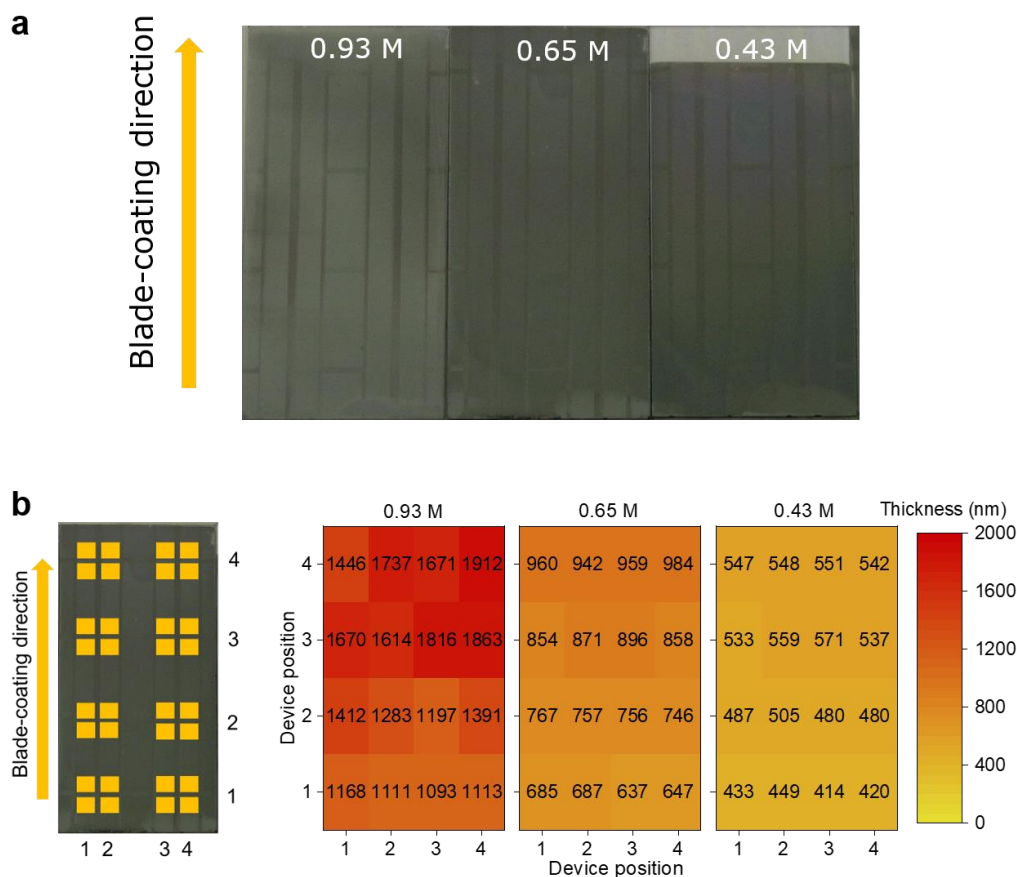 a
Blade-coating direction
0.93 M 0.65 M 0.43 M
b
Blade-coating direction
4
3
2
1
1 2 3 4
0.93 M 0.65 M 0.43 M Thickness (nm)
Device position
4 1446 1737 1671 1912 960 942 959 984 547 548 551 542
3 1670 1614 1816 1863 854 871 896 858 533 559 571 537
2 1412 1283 1197 1391 767 757 756 746 487 505 480 480
1 1168 1111 1093 1113 685 687 637 647 433 449 414 420
1 2 3 4 1 2 3 4 1 2 3 4
Device position
2000
1600
1200
800
400
0